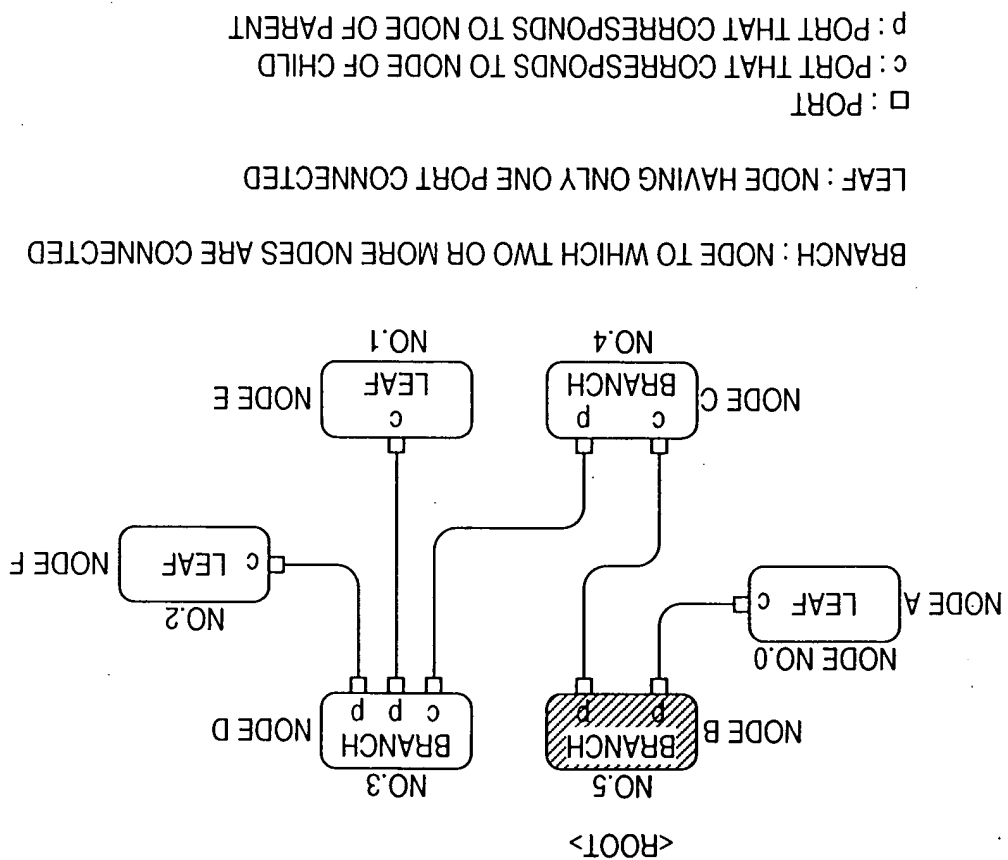 <ROOT>
NO.5
NODE B
BRANCH
p p
NO.3
NODE D
BRANCH
c p p
NODE NO.0
NODE A
LEAF c
NO.2
c LEAF
NODE F
c p
BRANCH
NODE C
NO.4
c
LEAF
NODE E
NO.1
BRANCH : NODE TO WHICH TWO OR MORE NODES ARE CONNECTED
LEAF : NODE HAVING ONLY ONE PORT CONNECTED
□ : PORT
c : PORT THAT CORRESPONDS TO NODE OF CHILD
p : PORT THAT CORRESPONDS TO NODE OF PARENT